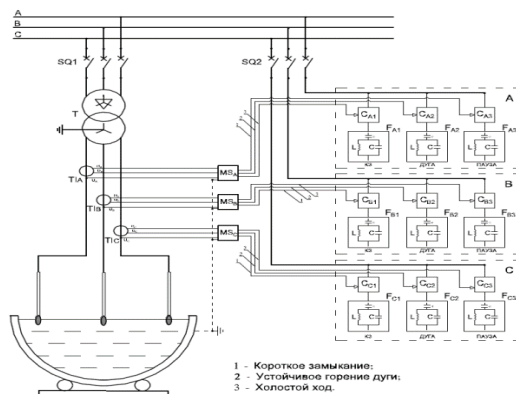 A
B
C
SQ1
SQ2
T
A
CA1 CA2 CA3
FA1 FA2 FA3
L C L C L C
КЗ ДУГА ПАУЗА
TIA
MSA
B
TIB
MSB
CB1 CB2 CB3
FB1 FB2 FB3
L C L C L C
КЗ ДУГА ПАУЗА
TIC
MSC
C
CC1 CC2 CC3
FC1 FC2 FC3
L C L C L C
КЗ ДУГА ПАУЗА
1 - Короткое замыкание;
2 - Устойчивое горение дуги;
3 - Холостой ход.